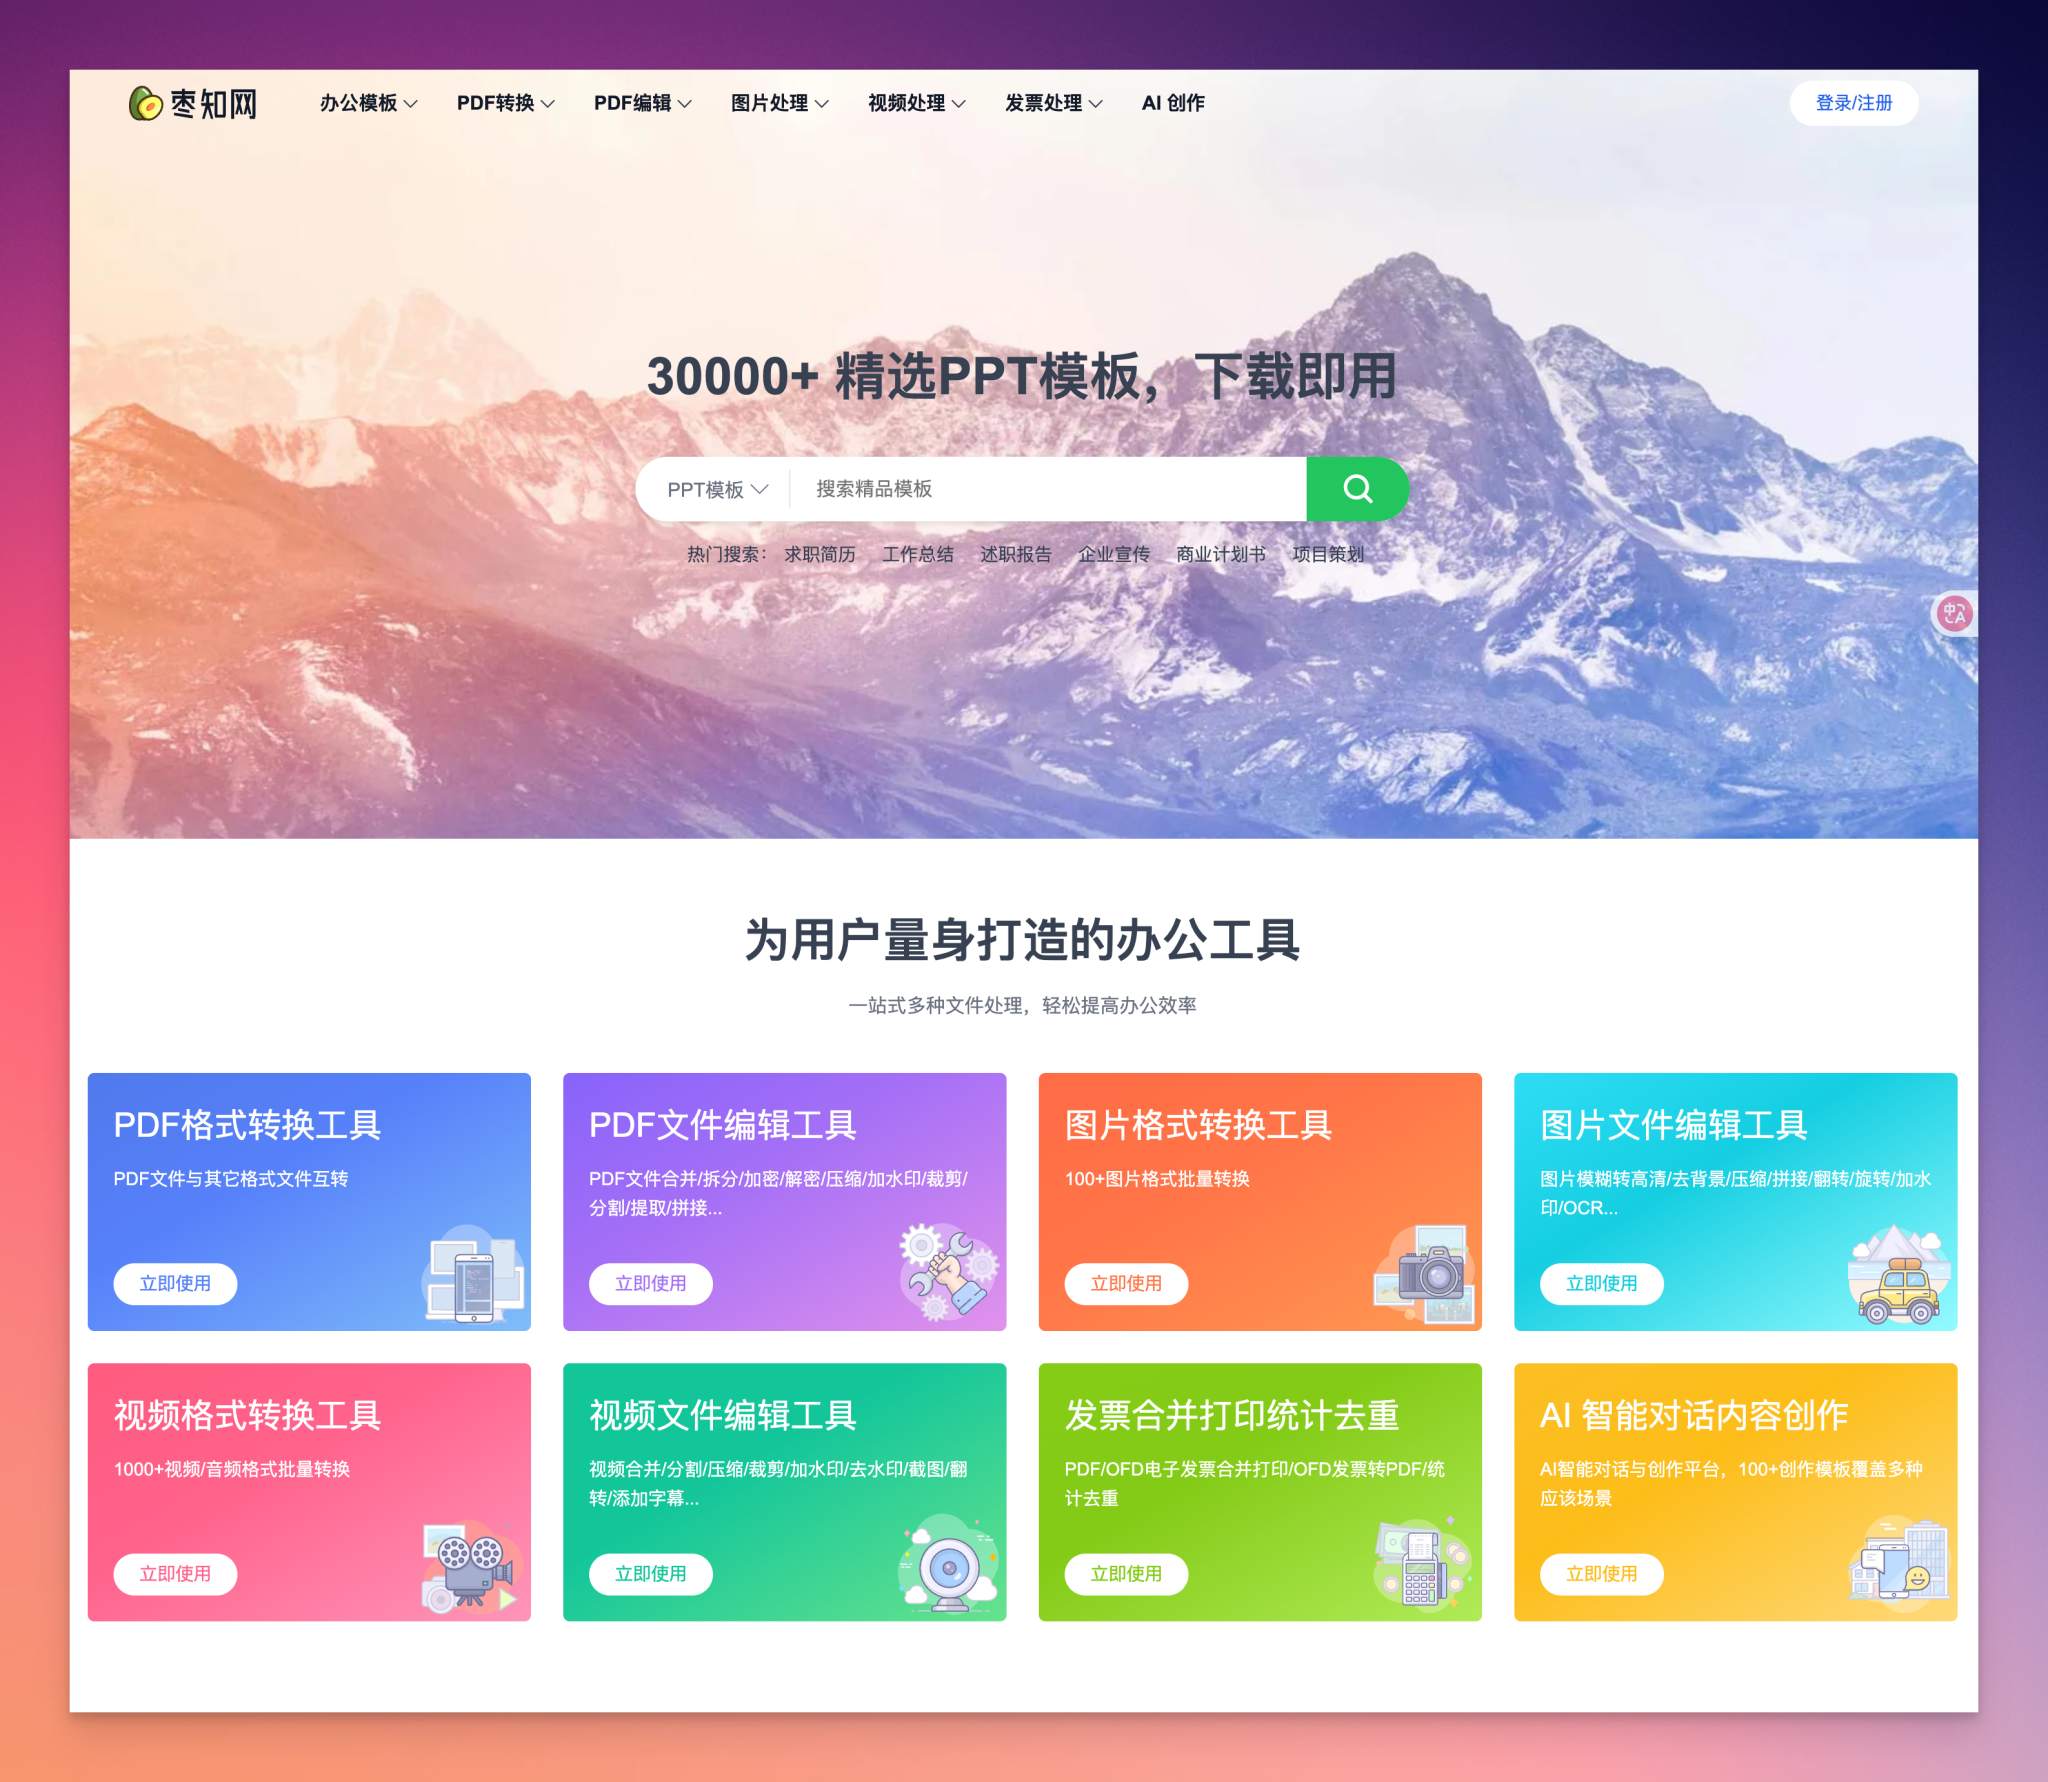 枣知网
办公模板 PDF转换 PDF编辑 图片处理 视频处理 发票处理 AI 创作 登录/注册
30000+ 精选PPT模板，下载即用
PPT模板 搜索精品模板
热门搜索： 求职简历 工作总结 述职报告 企业宣传 商业计划书 项目策划
中 A
为用户量身打造的办公工具
一站式多种文件处理，轻松提高办公效率
PDF格式转换工具
PDF文件与其它格式文件互转
立即使用
PDF文件编辑工具
PDF文件合并/拆分/加密/解密/压缩/加水印/裁剪/
分割/提取/拼接...
立即使用
图片格式转换工具
100+图片格式批量转换
立即使用
图片文件编辑工具
图片模糊转高清/去背景/压缩/拼接/翻转/旋转/加水
印/OCR...
立即使用
视频格式转换工具
1000+视频/音频格式批量转换
立即使用
视频文件编辑工具
视频合并/分割/压缩/裁剪/加水印/去水印/截图/翻
转/添加字幕...
立即使用
发票合并打印统计去重
PDF/OFD电子发票合并打印/OFD发票转PDF/统
计去重
立即使用
AI 智能对话内容创作
AI智能对话与创作平台，100+创作模板覆盖多种
应该场景
立即使用